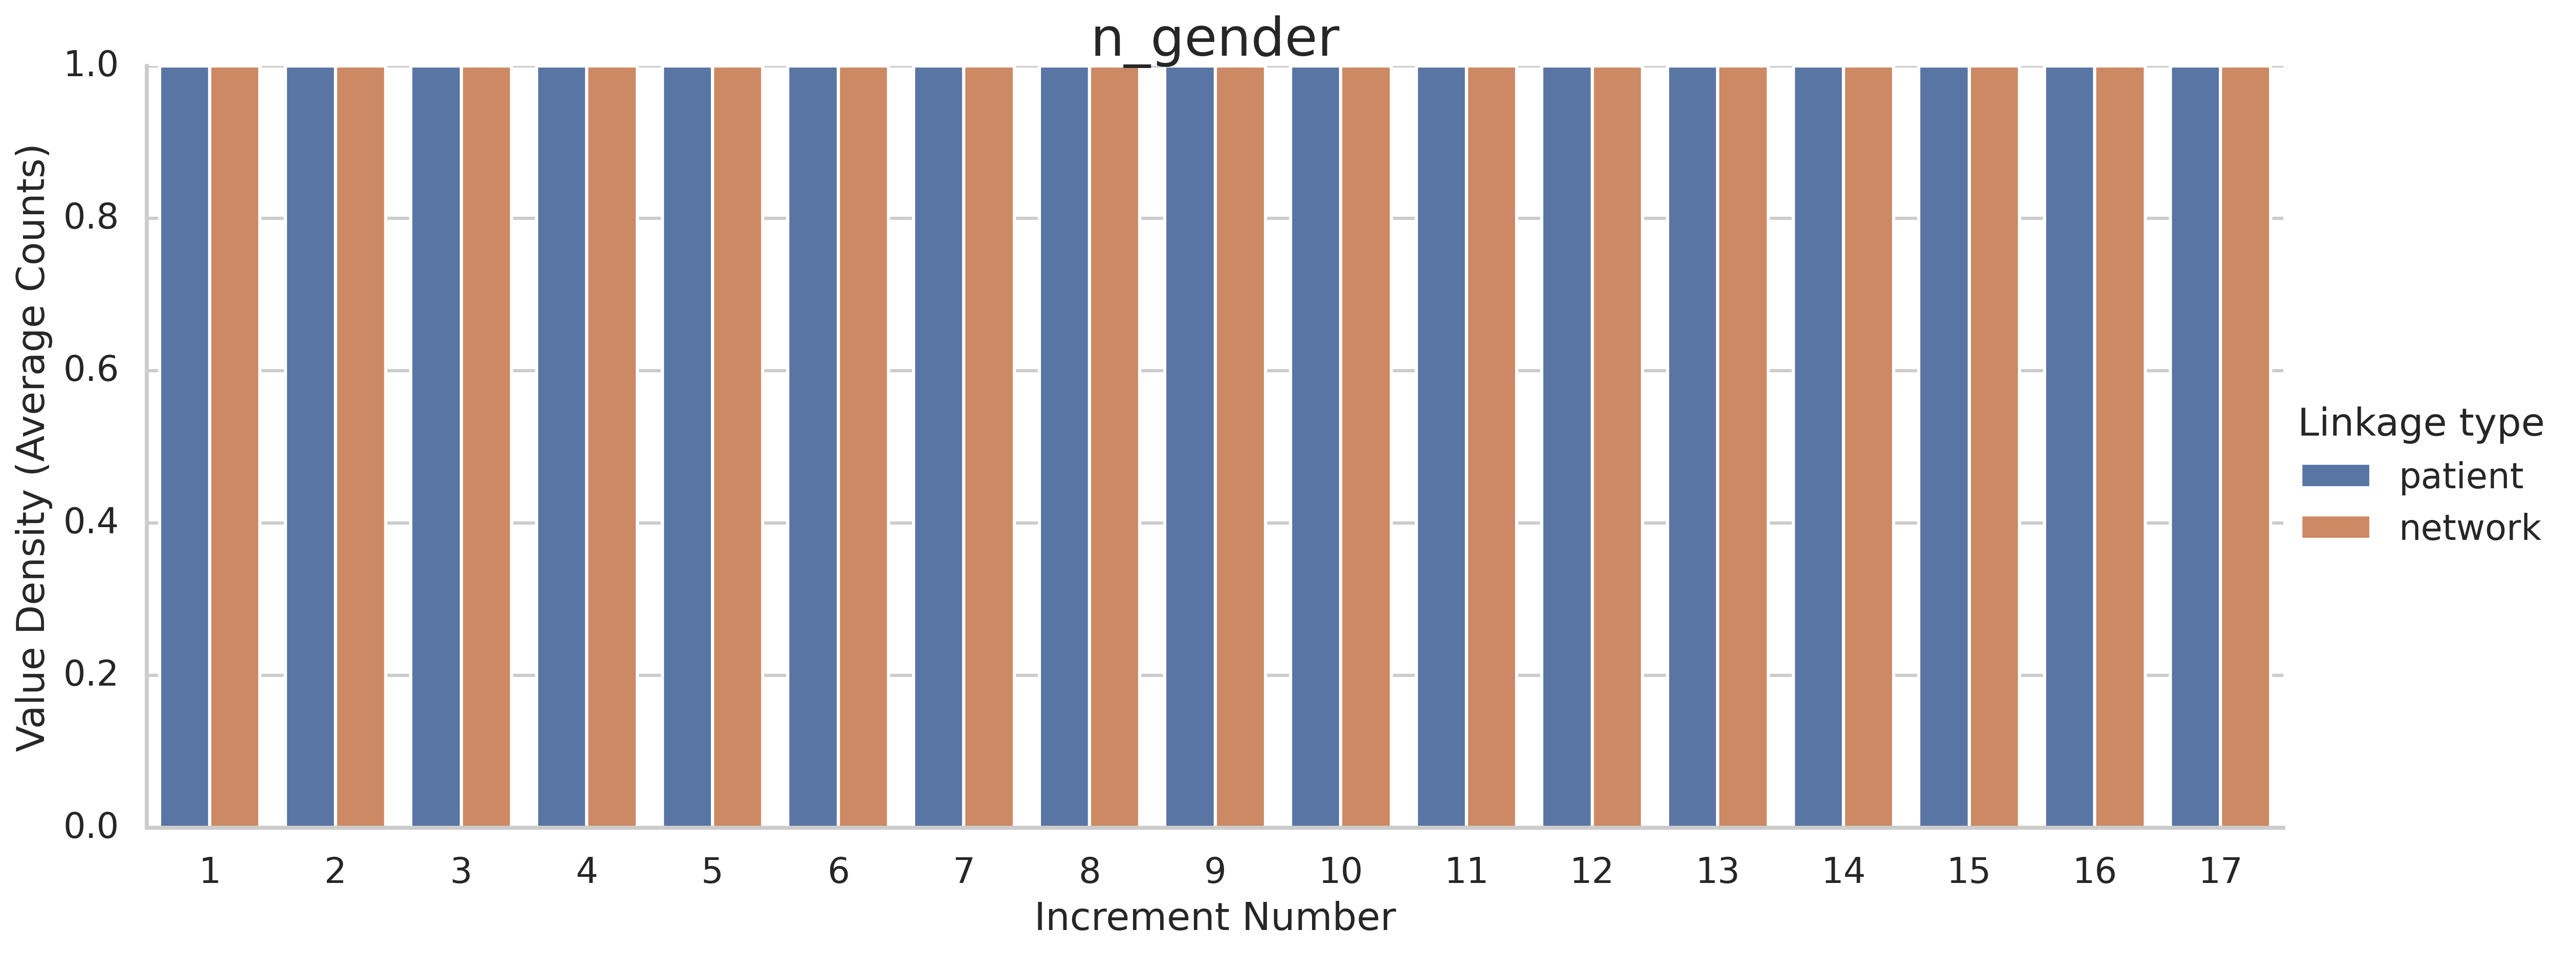 n_gender
Value Density (Average Counts)
1.0
0.8
0.6
0.4
0.2
0.0
1 2 3 4 5 6 7 8 9 10 11 12 13 14 15 16 17
Increment Number
Linkage type
patient
network